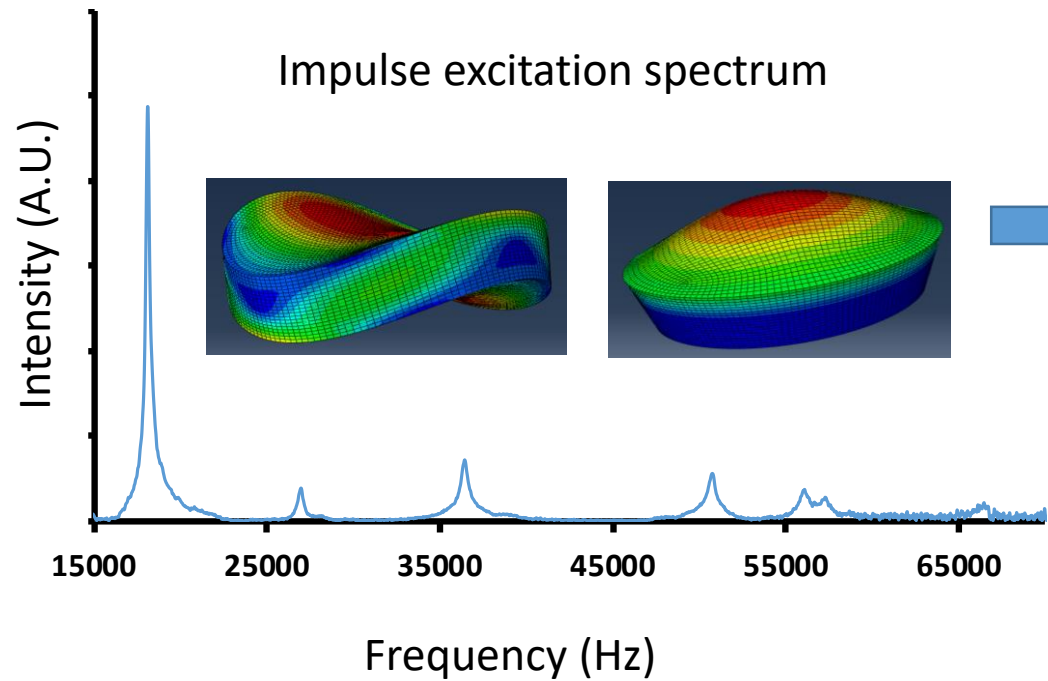 Impulse excitation spectrum
Intensity (A.U.)
15000 25000 35000 45000 55000 65000
Frequency (Hz)